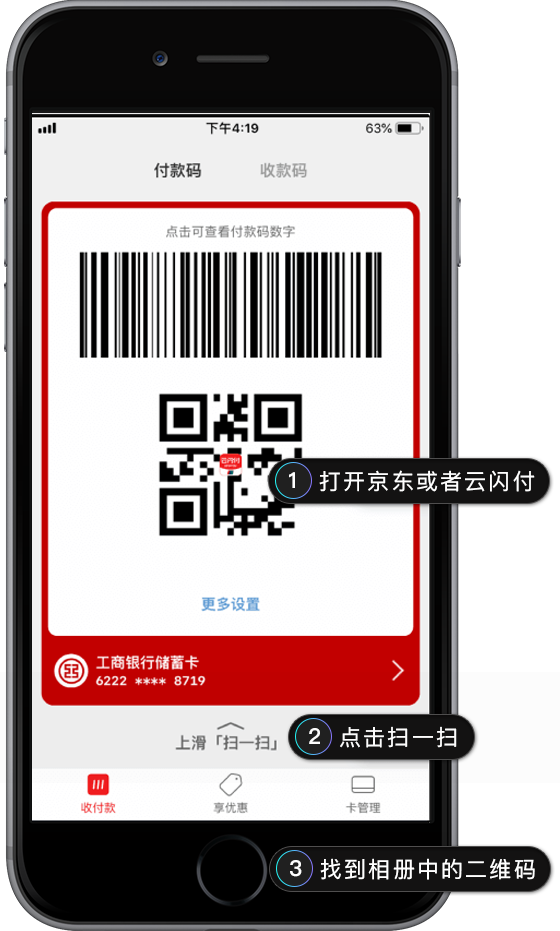 下午4:19
63%
付款码
收款码
点击可查看付款码数字
云闪付
1 打开京东或者云闪付
更多设置
工商银行储蓄卡
6222 **** 8719
上滑「扫一扫」
2 点击扫一扫
收付款
享优惠
卡管理
3 找到相册中的二维码